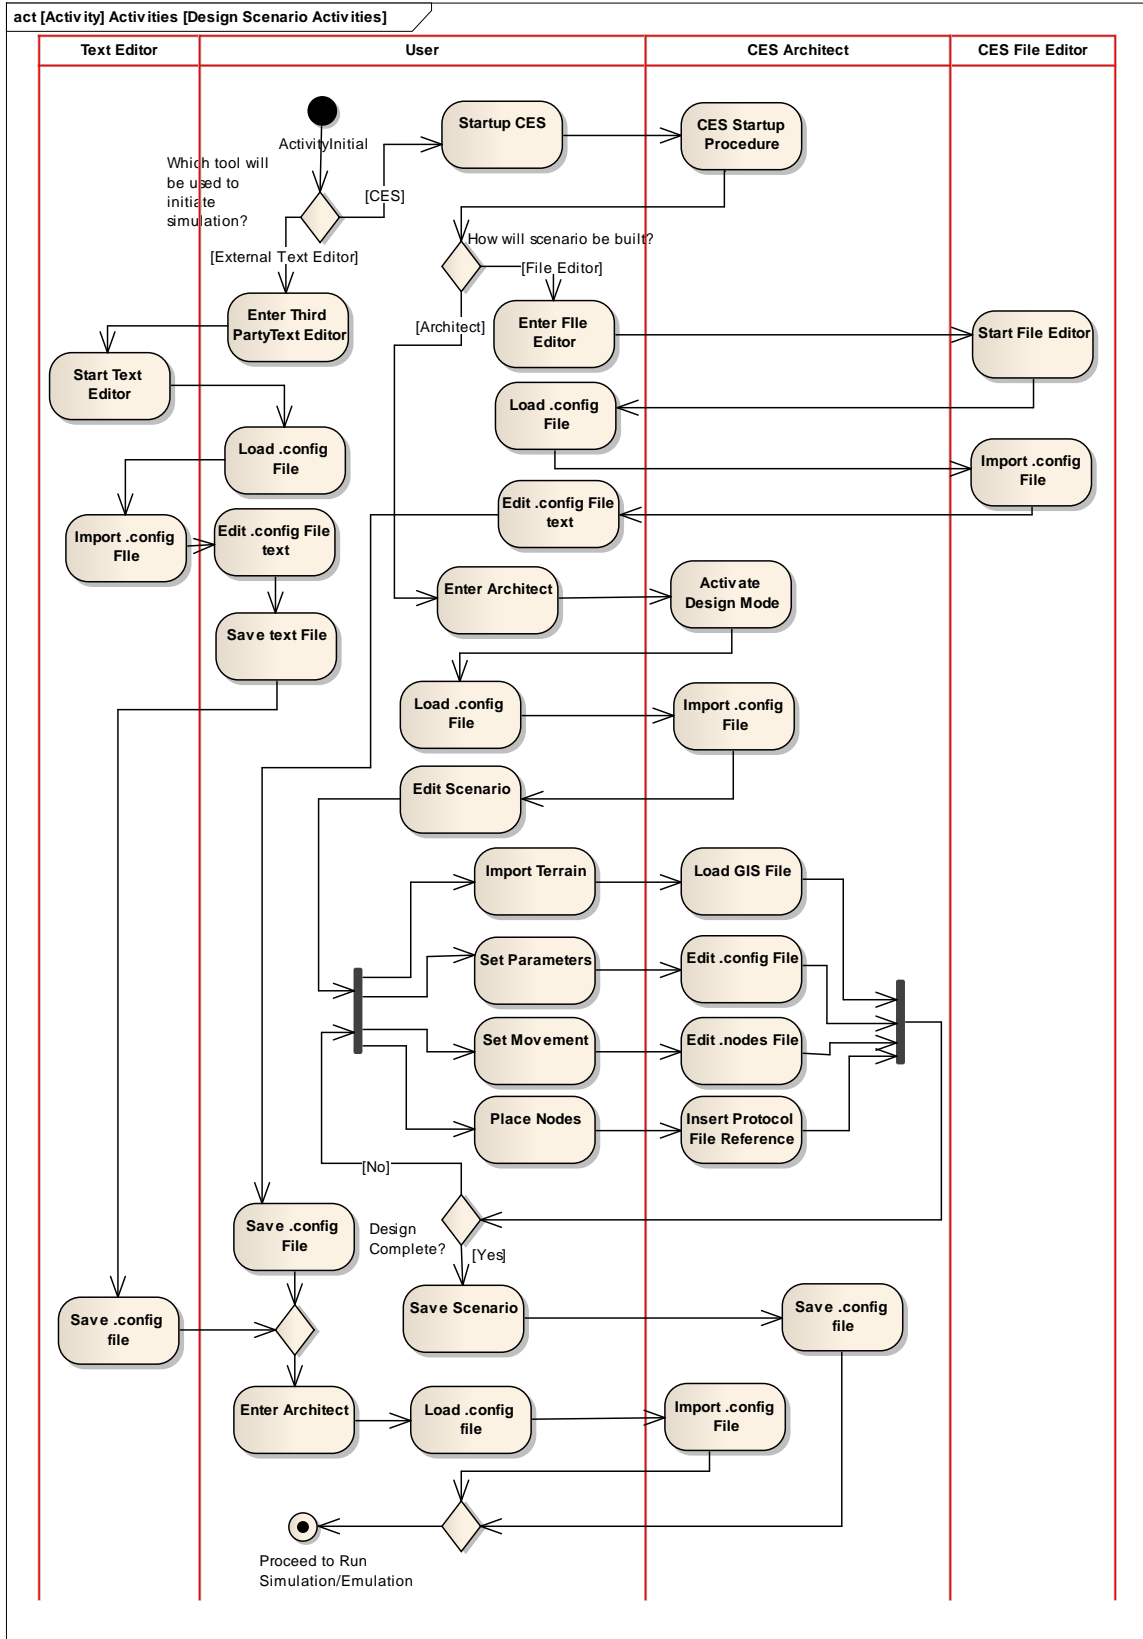 act [Activity] Activities [Design Scenario Activities]
Text Editor
User
CES Architect
CES File Editor
ActivityInitial
Which tool will
be used to
initiate
simulation?
[CES]
[External Text Editor]
Startup CES
CES Startup
Procedure
How will scenario be built?
[File Editor]
[Architect]
Enter Third
PartyText Editor
Enter FIle
Editor
Start File Editor
Start Text
Editor
Load .config
File
Load .config
File
Import .config
File
Import .config
FIle
Edit .config File
text
Edit .config File
text
Enter Architect
Activate
Design Mode
Save text File
Load .config
File
Import .config
File
Edit Scenario
Import Terrain
Load GIS File
Set Parameters
Edit .config File
Set Movement
Edit .nodes File
Place Nodes
Insert Protocol
File Reference
[No]
Save .config
File
Design
Complete?
[Yes]
Save .config
file
Save Scenario
Save .config
file
Enter Architect
Load .config
file
Import .config
File
Proceed to Run
Simulation/Emulation